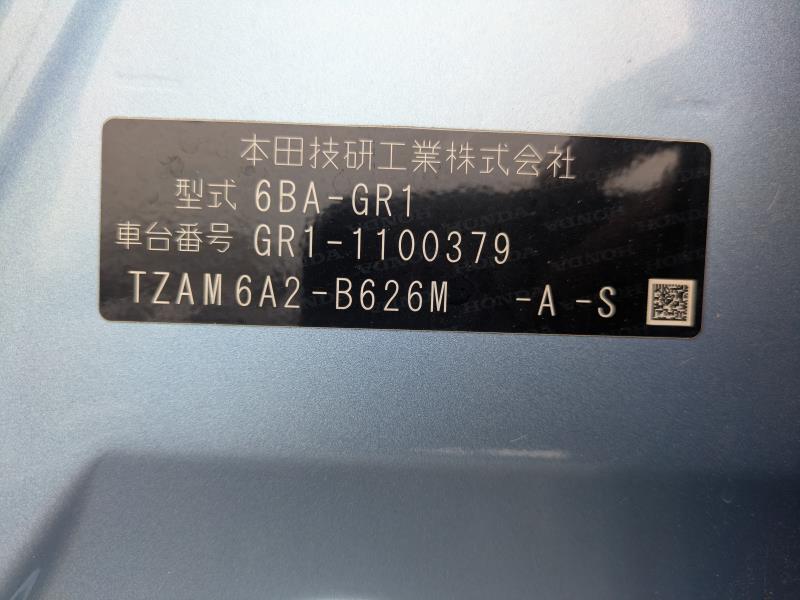 本田技研工業株式会社
型式 6BA-GR1
車台番号 GR1-1100379
TZAM6A2-B626M -A-S